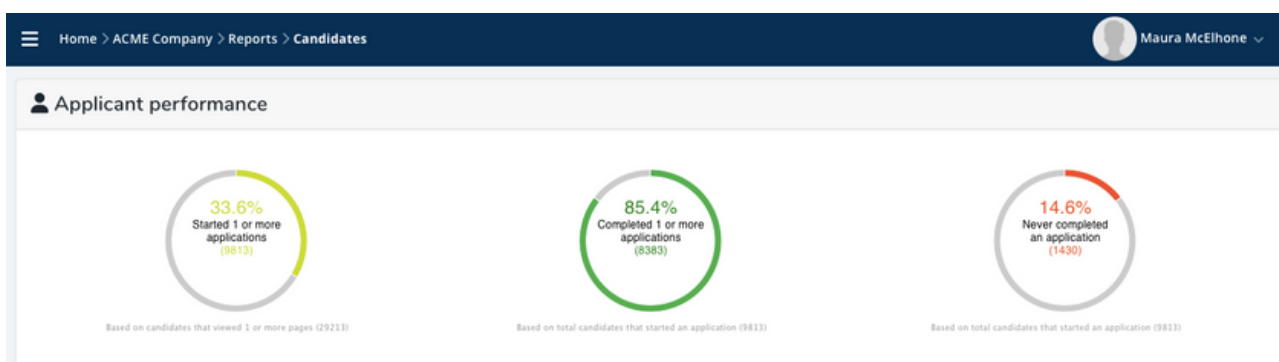 Home > ACME Company > Reports > Candidates
Maura McElhone
Applicant performance
33.6%
Started 1 or more
applications
(9813)
Based on candidates that viewed 1 or more pages (29213)
85.4%
Completed 1 or more
applications
(8383)
Based on total candidates that started an application (9813)
14.6%
Never completed
an application
(1430)
Based on total candidates that started an application (9813)